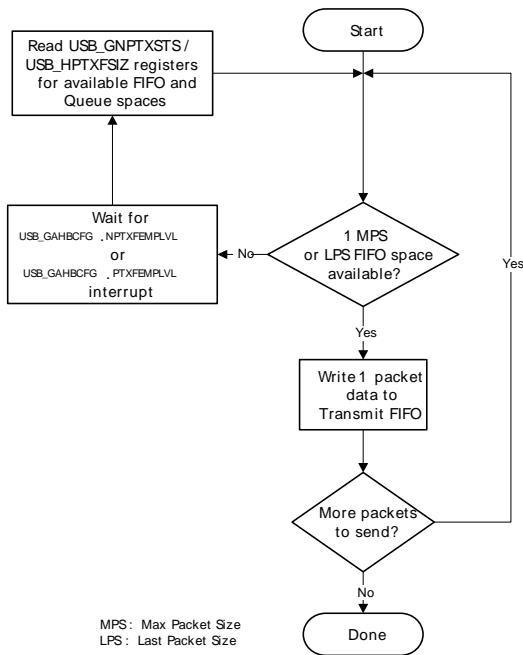 Start
Read USB_GNPTXSTS /
USB_HPTXFSIZ registers
for available FIFO and
Queue spaces
Wait for
USB_GAHBCFG .NPTXFEMPLVL
or
USB_GAHBCFG .PTXFEMPLVL
interrupt
No
1 MPS
or LPS FIFO space
available?
Yes
Yes
Write 1 packet
data to
Transmit FIFO
More packets
to send?
No
Done
MPS : Max Packet Size
LPS : Last Packet Size